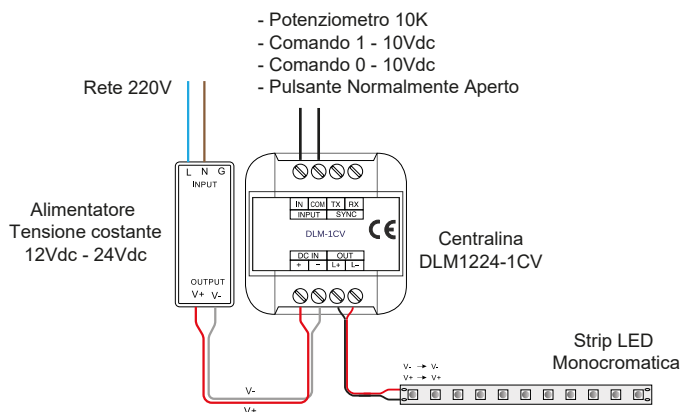 - Potenziometro 10K
- Comando 1 - 10Vdc
- Comando 0 - 10Vdc
- Pulsante Normalmente Aperto
Rete 220V
L N G
INPUT
Alimentatore
Tensione costante
12Vdc - 24Vdc
OUTPUT
V+ V-
IN COM TX RX
INPUT SYNC
DLM-1CV
CE
DC IN OUT
+ - L+ L-
Centralina
DLM1224-1CV
Strip LED
Monocromatica
V- → V-
V+ → V+
V-
V+